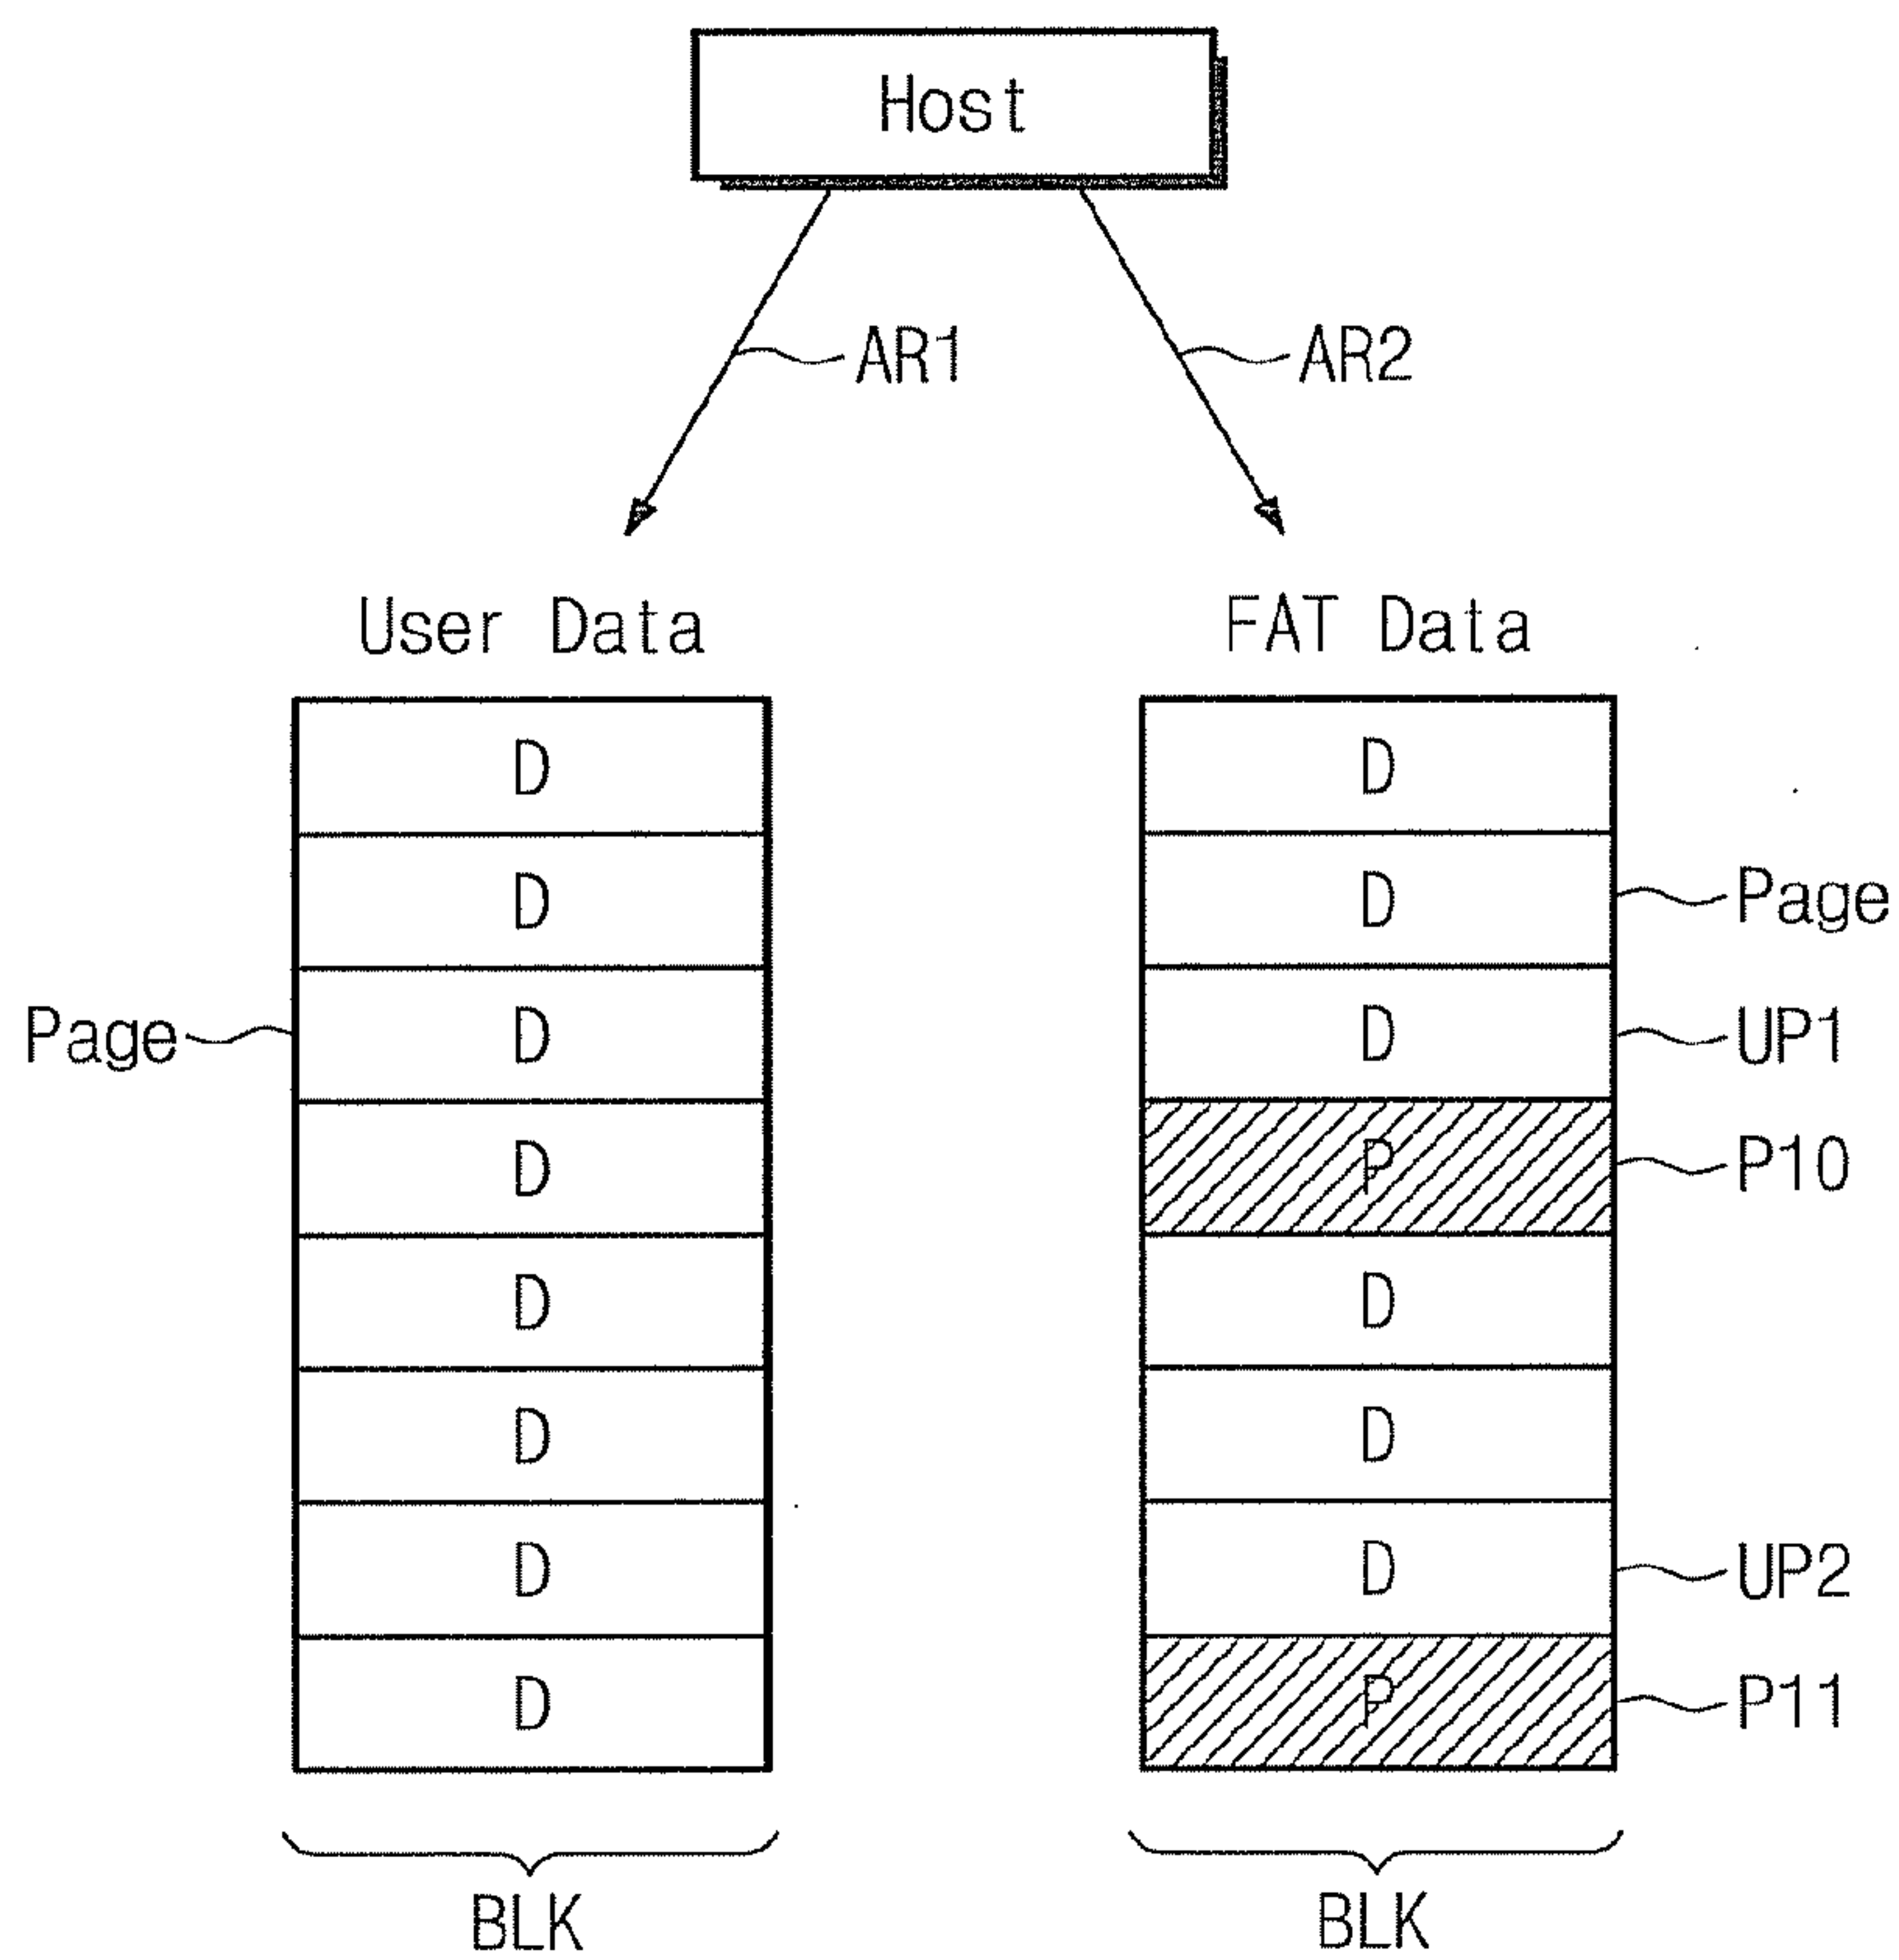 Host
AR1 AR2
User Data FAT Data
D D
D D Page
Page D D UP1
D P P10
D D
D D
D D UP2
D P P11
BLK BLK